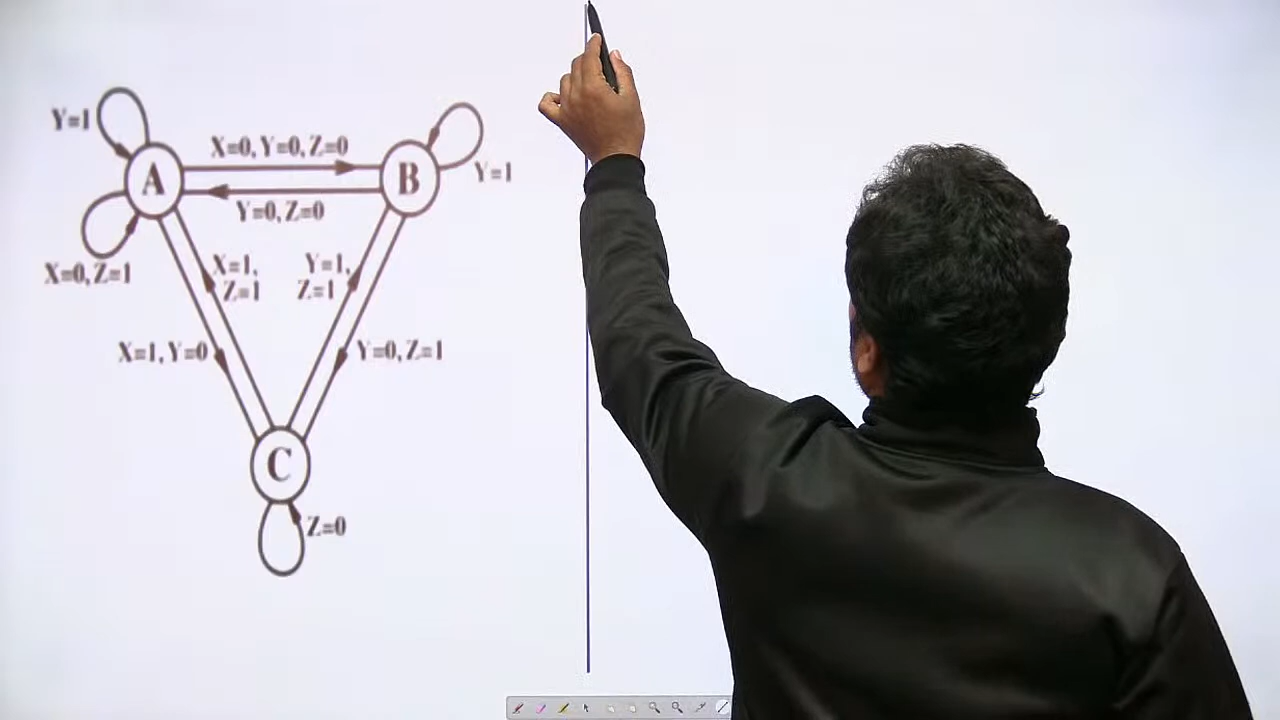 Y=1
X=0, Y=0, Z=0
A
B
Y=1
Y=0, Z=0
X=0, Z=1
X=1,
Z=1
Y=1,
Z=1
X=1, Y=0
Y=0, Z=1
C
Z=0